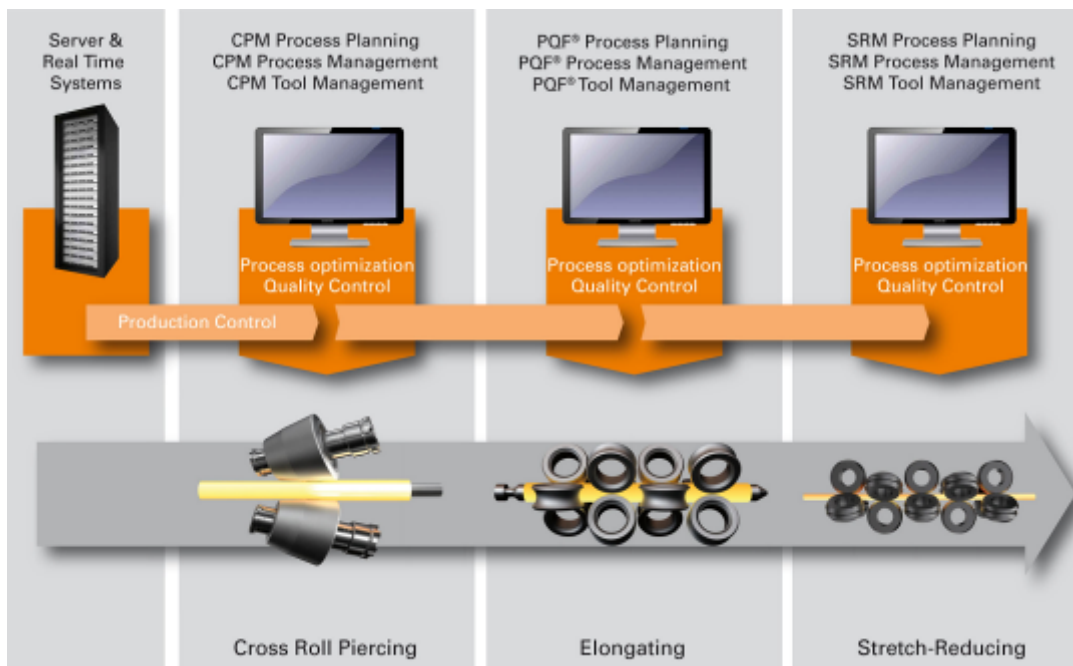 Server &
Real Time
Systems
CPM Process Planning
CPM Process Management
CPM Tool Management
PQF® Process Planning
PQF® Process Management
PQF® Tool Management
SRM Process Planning
SRM Process Management
SRM Tool Management
Process optimization
Quality Control
Process optimization
Quality Control
Process optimization
Quality Control
Production Control
Cross Roll Piercing
Elongating
Stretch-Reducing